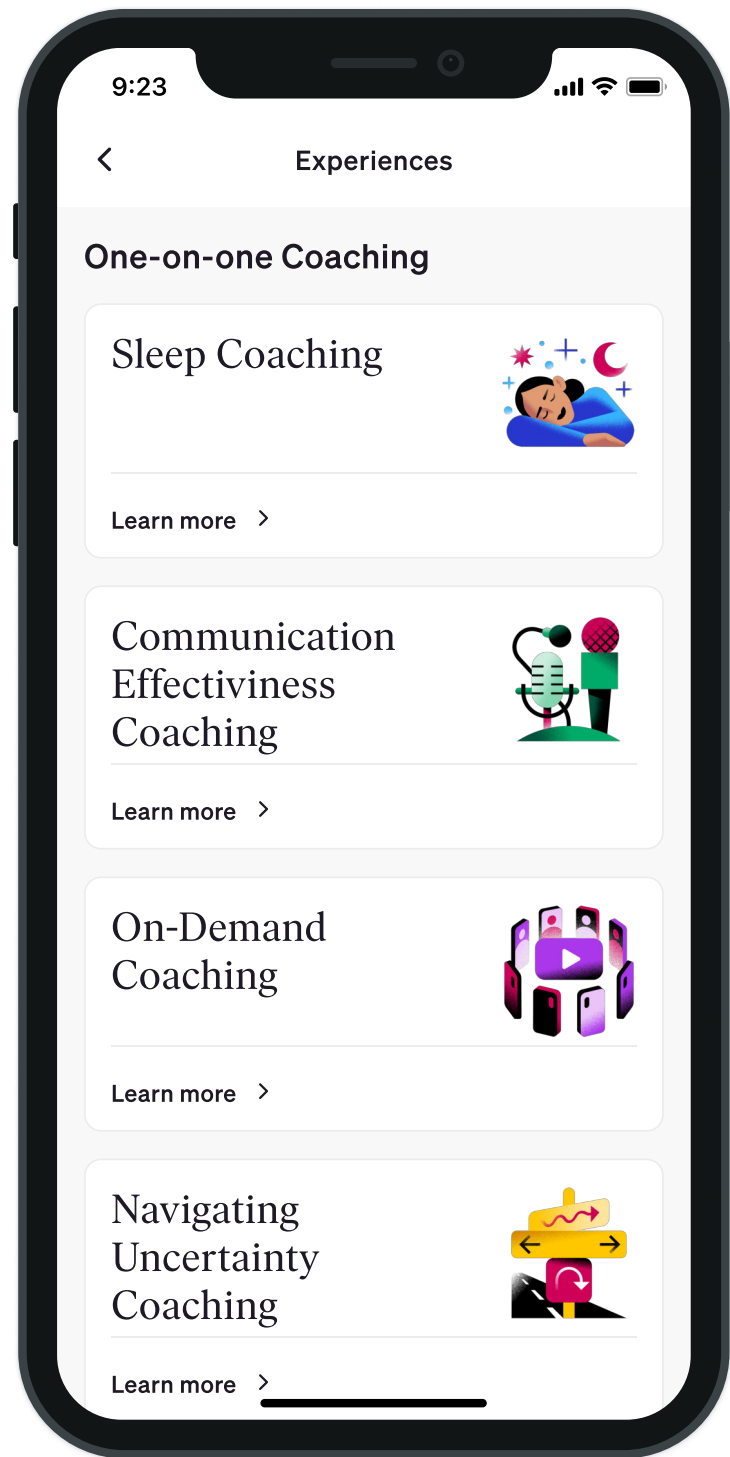 9:23
Experiences
One-on-one Coaching
Sleep Coaching
Learn more
Communication
Effectiviness
Coaching
Learn more
On-Demand
Coaching
Learn more
Navigating
Uncertainty
Coaching
Learn more